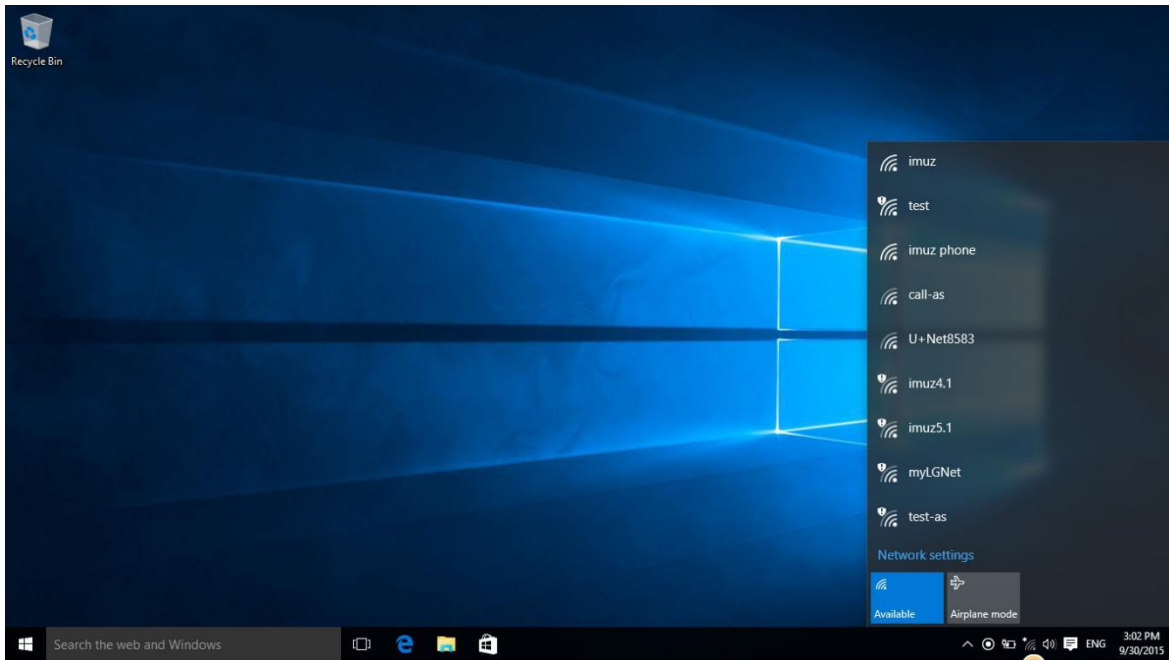 Recycle Bin
imuz
test
imuz phone
call-as
U+Net8583
imuz4.1
imuz5.1
myLGNet
test-as
Network settings
Available
Airplane mode
Search the web and Windows
ENG
3:02 PM
9/30/2015